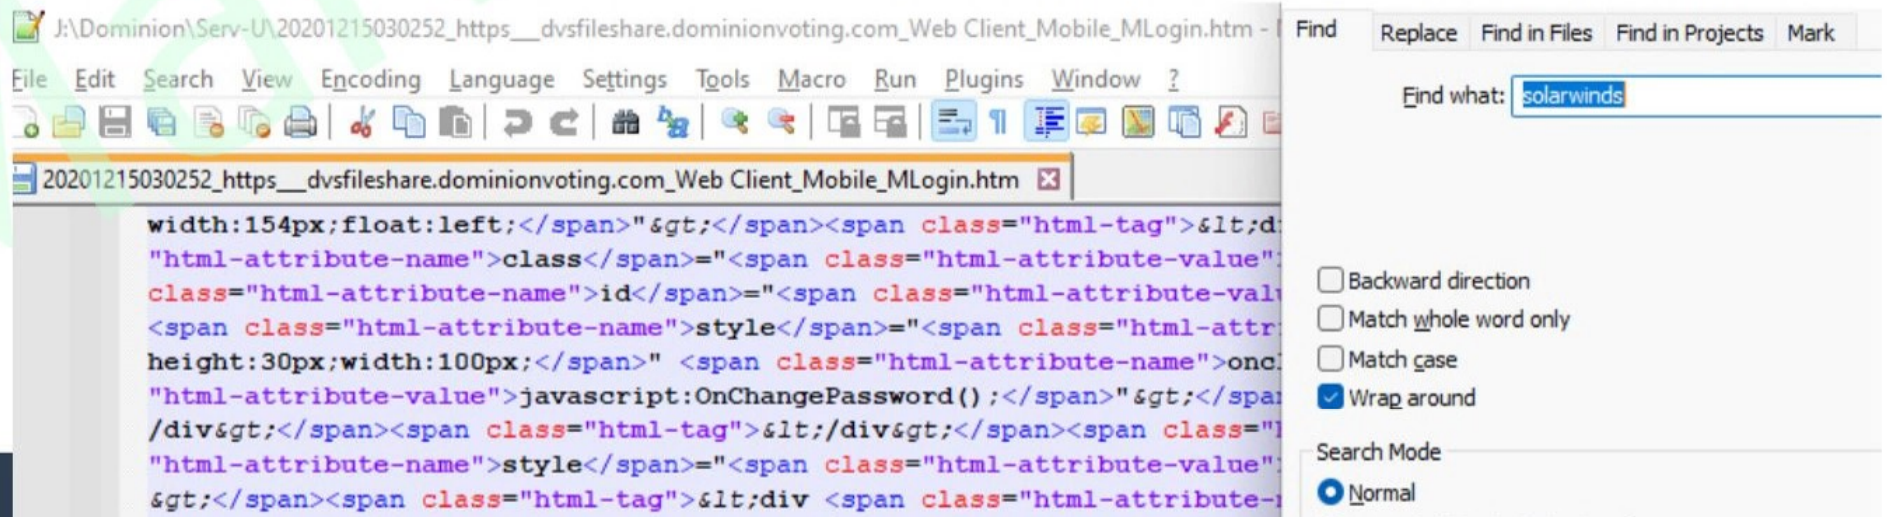 J:\Dominion\Serv-U\20201215030252_https___dvsfileshare.dominionvoting.com_Web Client_Mobile_MLogin.htm -
File Edit Search View Encoding Language Settings Tools Macro Run Plugins Window ?
20201215030252_https___dvsfileshare.dominionvoting.com_Web Client_Mobile_MLogin.htm
width:154px;float:left;</span>"&gt;</span><span class="html-tag">&lt;d
"html-attribute-name">class</span>="<span class="html-attribute-value"
class="html-attribute-name">id</span>="<span class="html-attribute-val
<span class="html-attribute-name">style</span>="<span class="html-attr
height:30px;width:100px;</span>" <span class="html-attribute-name">onc
"html-attribute-value">javascript:OnChangePassword();</span>"&gt;</spa
/div&gt;</span><span class="html-tag">&lt;/div&gt;</span><span class="
"html-attribute-name">style</span>="<span class="html-attribute-value"
&gt;</span><span class="html-tag">&lt;div <span class="html-attribute-
Find Replace Find in Files Find in Projects Mark
Find what: solarwinds
Backward direction
Match whole word only
Match case
Wrap around
Search Mode
Normal